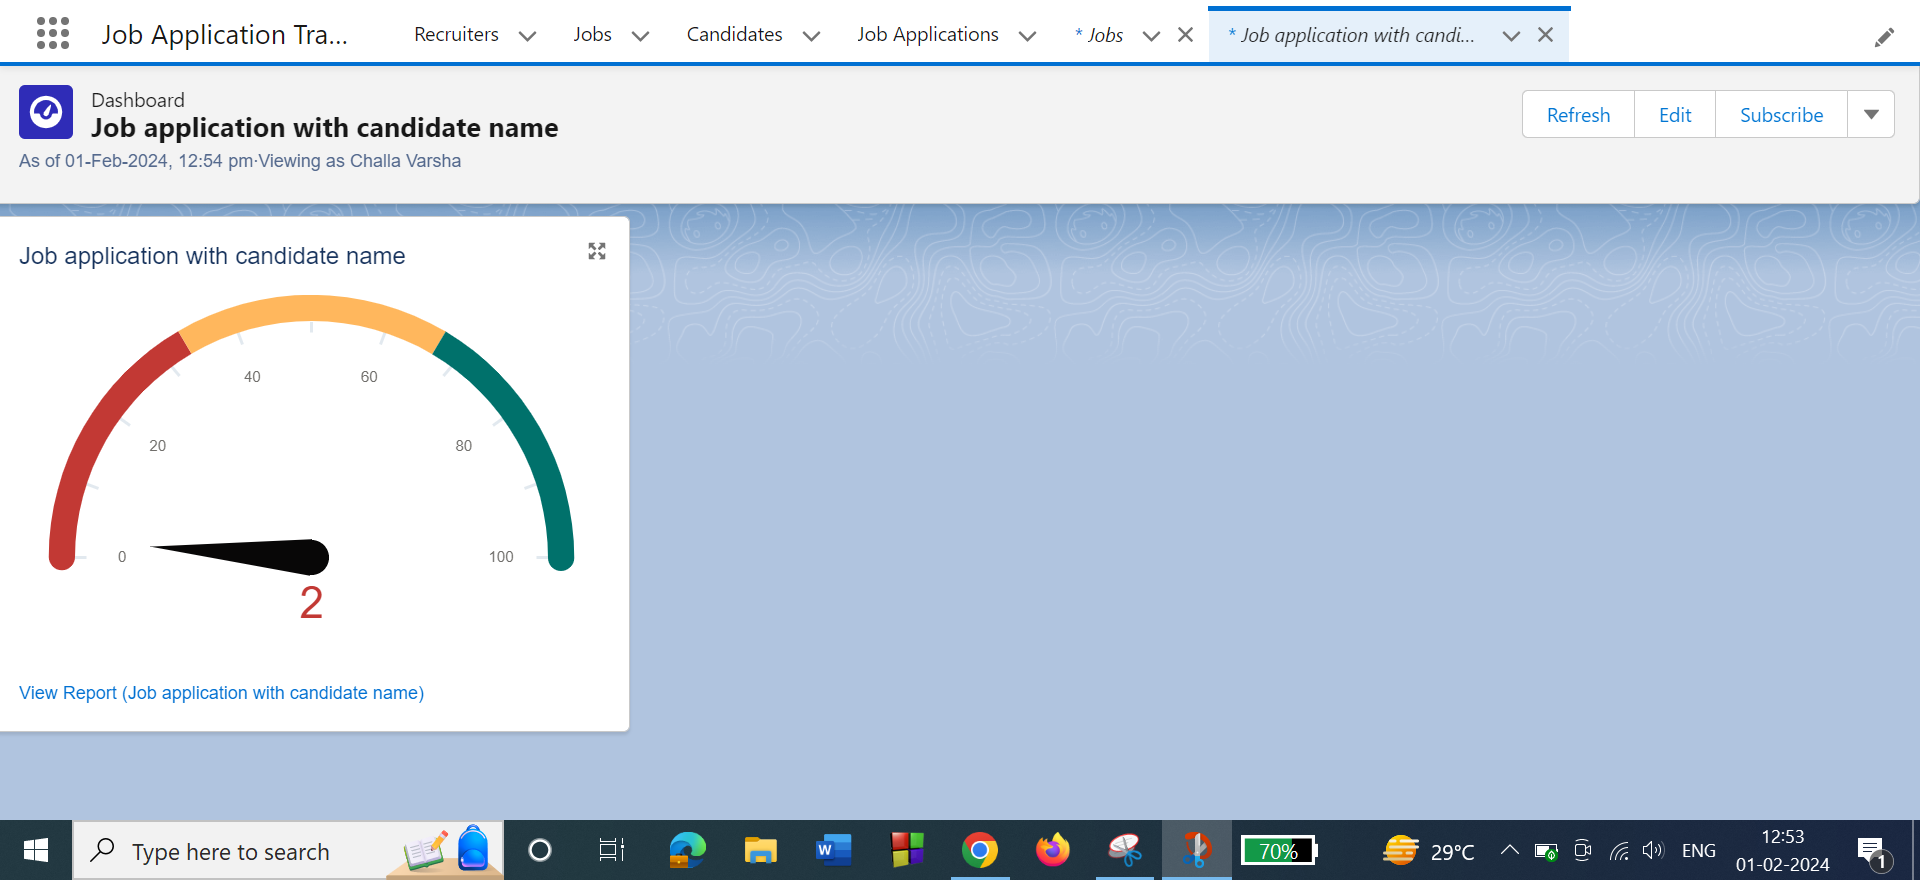 Job Application Tra...
Recruiters
Jobs
Candidates
Job Applications
* Jobs
* Job application with candi...
Dashboard
Job application with candidate name
As of 01-Feb-2024, 12:54 pm·Viewing as Challa Varsha
Refresh
Edit
Subscribe
Job application with candidate name
40
60
20
80
0
100
2
View Report (Job application with candidate name)
Type here to search
W
70%
29°C
ENG
12:53
01-02-2024
1